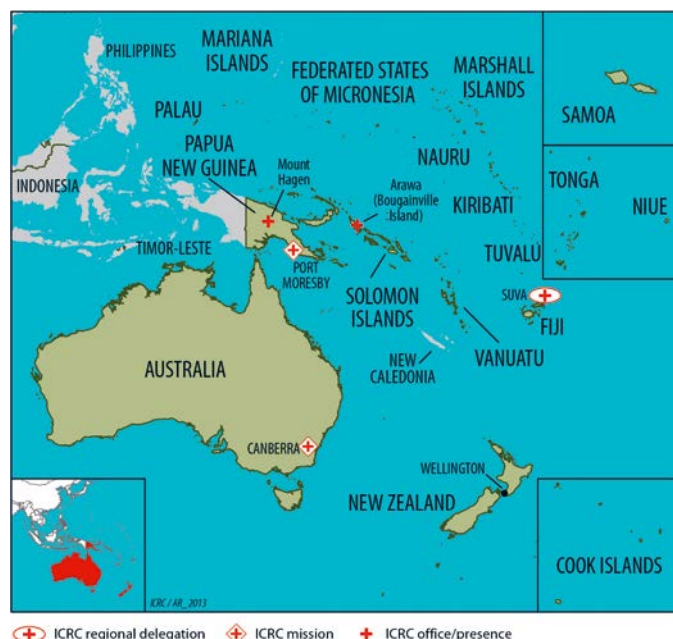 PHILIPPINES
MARIANA
ISLANDS
FEDERATED STATES
OF MICRONESIA
MARSHALL
ISLANDS
SAMOA
PALAU
PAPUA
NEW GUINEA
Mount
Hagen
NAURU
Arawa
(Bougainville
Island)
KIRIBATI
TONGA
NIUE
INDONESIA
TIMOR-LESTE
PORT
MORESBY
TUVALU
SOLOMON
ISLANDS
SUVA
FIJI
VANUATU
NEW
CALEDONIA
AUSTRALIA
CANBERRA
WELLINGTON
NEW ZEALAND
COOK ISLANDS
ICRC / AR_2013
ICRC regional delegation
ICRC mission
ICRC office/presence